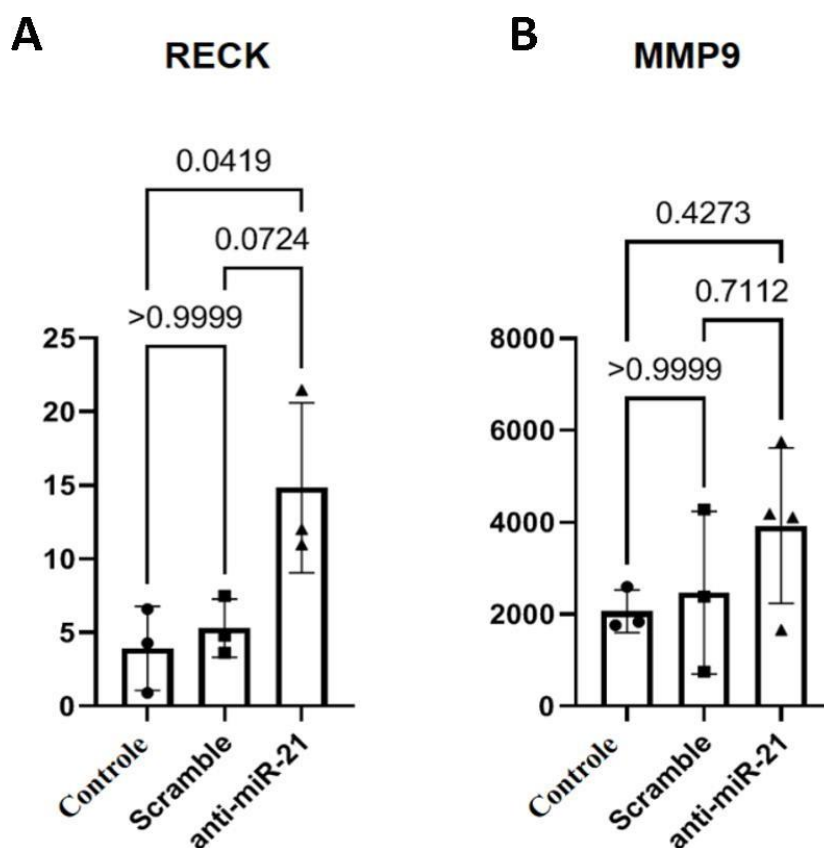 A
RECK
0.0419
0.0724
>0.9999
25
20
15
10
5
0
Controle
Scramble
anti-miR-21
B
MMP9
0.4273
0.7112
>0.9999
8000
6000
4000
2000
0
Controle
Scramble
anti-miR-21